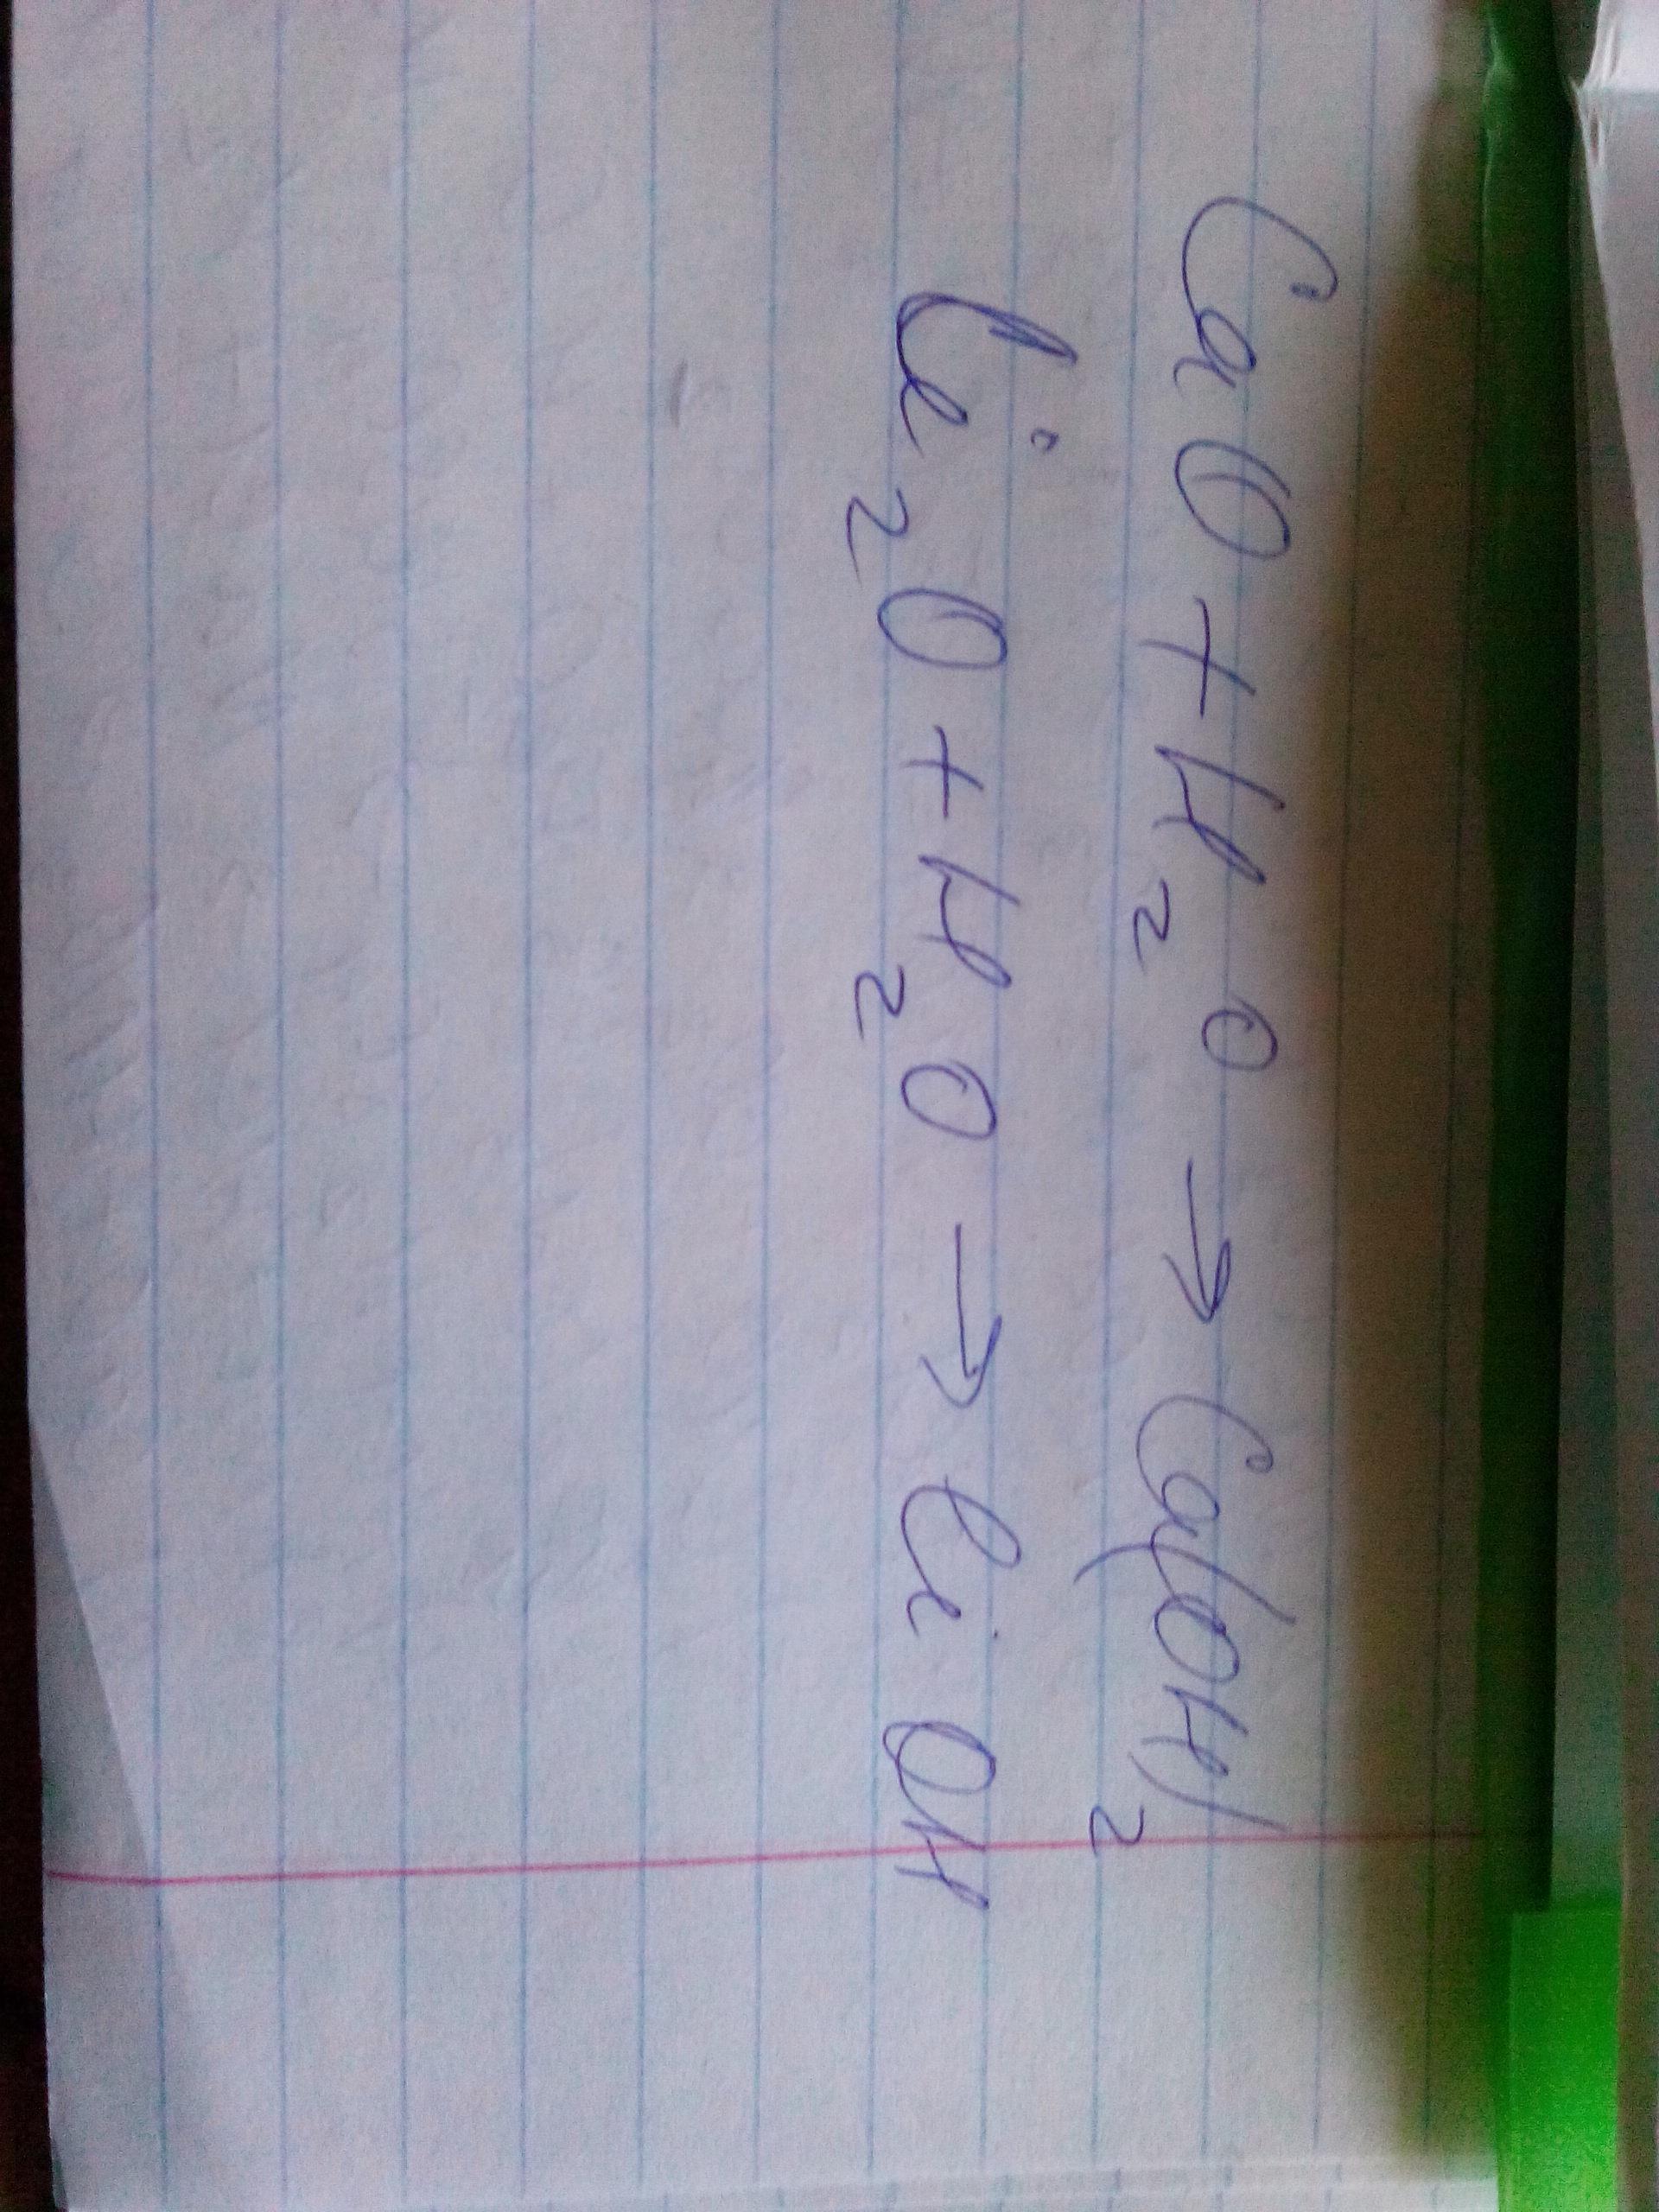 CaO + H₂O → Ca(OH)₂
Li₂O + H₂O → LiOH